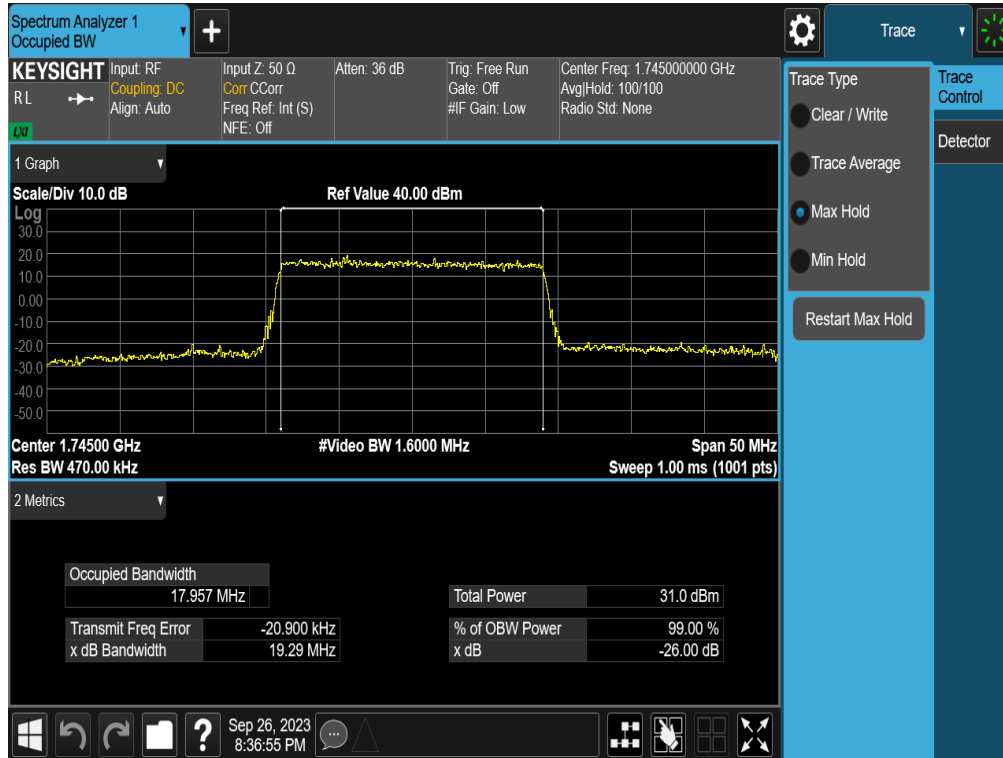 Spectrum Analyzer 1
Occupied BW
Trace
KEYSIGHT
R L
LXI
Input: RF
Coupling: DC
Align: Auto
Input Z: 50 Ω
Corr CCorr
Freq Ref: Int (S)
NFE: Off
Atten: 36 dB
Trig: Free Run
Gate: Off
#IF Gain: Low
Center Freq: 1.745000000 GHz
Avg|Hold: 100/100
Radio Std: None
Trace Type
Clear / Write
Trace Average
Max Hold
Min Hold
Restart Max Hold
Trace
Control
Detector
1 Graph
Scale/Div 10.0 dB
Ref Value 40.00 dBm
Log
30.0
20.0
10.0
0.00
-10.0
-20.0
-30.0
-40.0
-50.0
Center 1.74500 GHz
#Video BW 1.6000 MHz
Span 50 MHz
Res BW 470.00 kHz
Sweep 1.00 ms (1001 pts)
2 Metrics
Occupied Bandwidth
17.957 MHz
Total Power 31.0 dBm
Transmit Freq Error -20.900 kHz
% of OBW Power 99.00 %
x dB Bandwidth 19.29 MHz
x dB -26.00 dB
Sep 26, 2023
8:36:55 PM